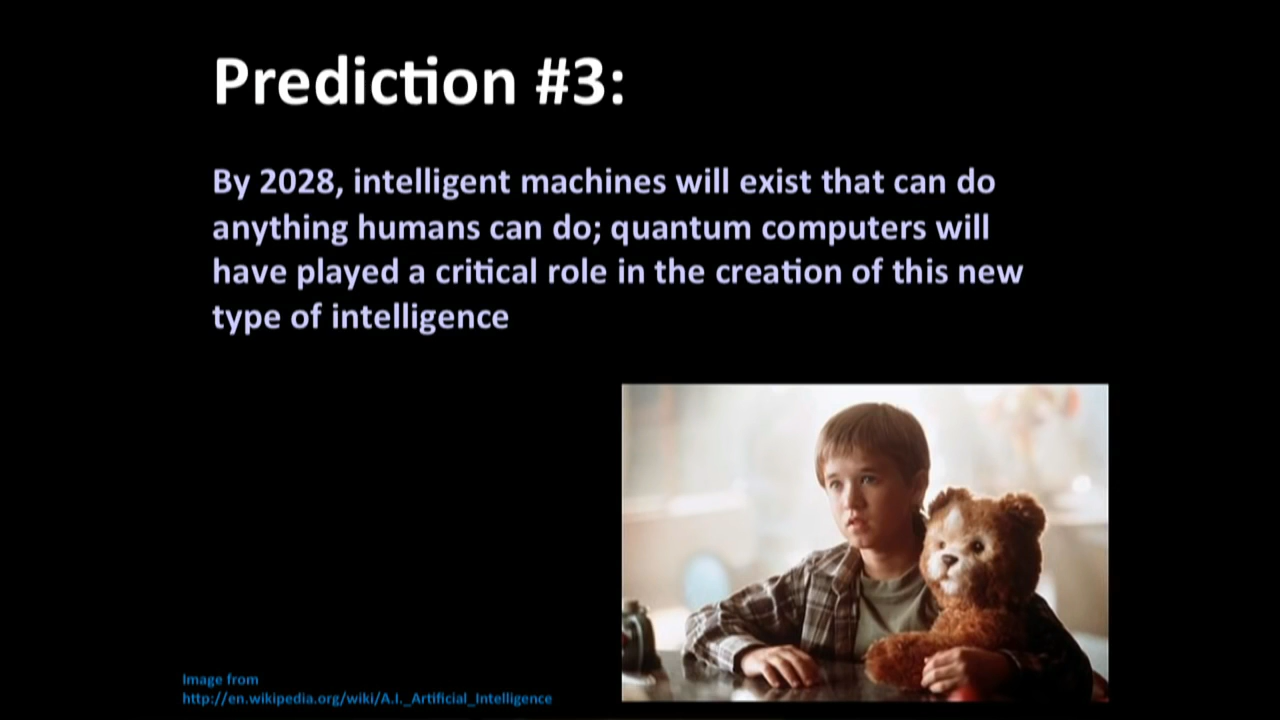 Prediction #3:
By 2028, intelligent machines will exist that can do
anything humans can do; quantum computers will
have played a critical role in the creation of this new
type of intelligence
Image from
http://en.wikipedia.org/wiki/A.I._Artificial_Intelligence